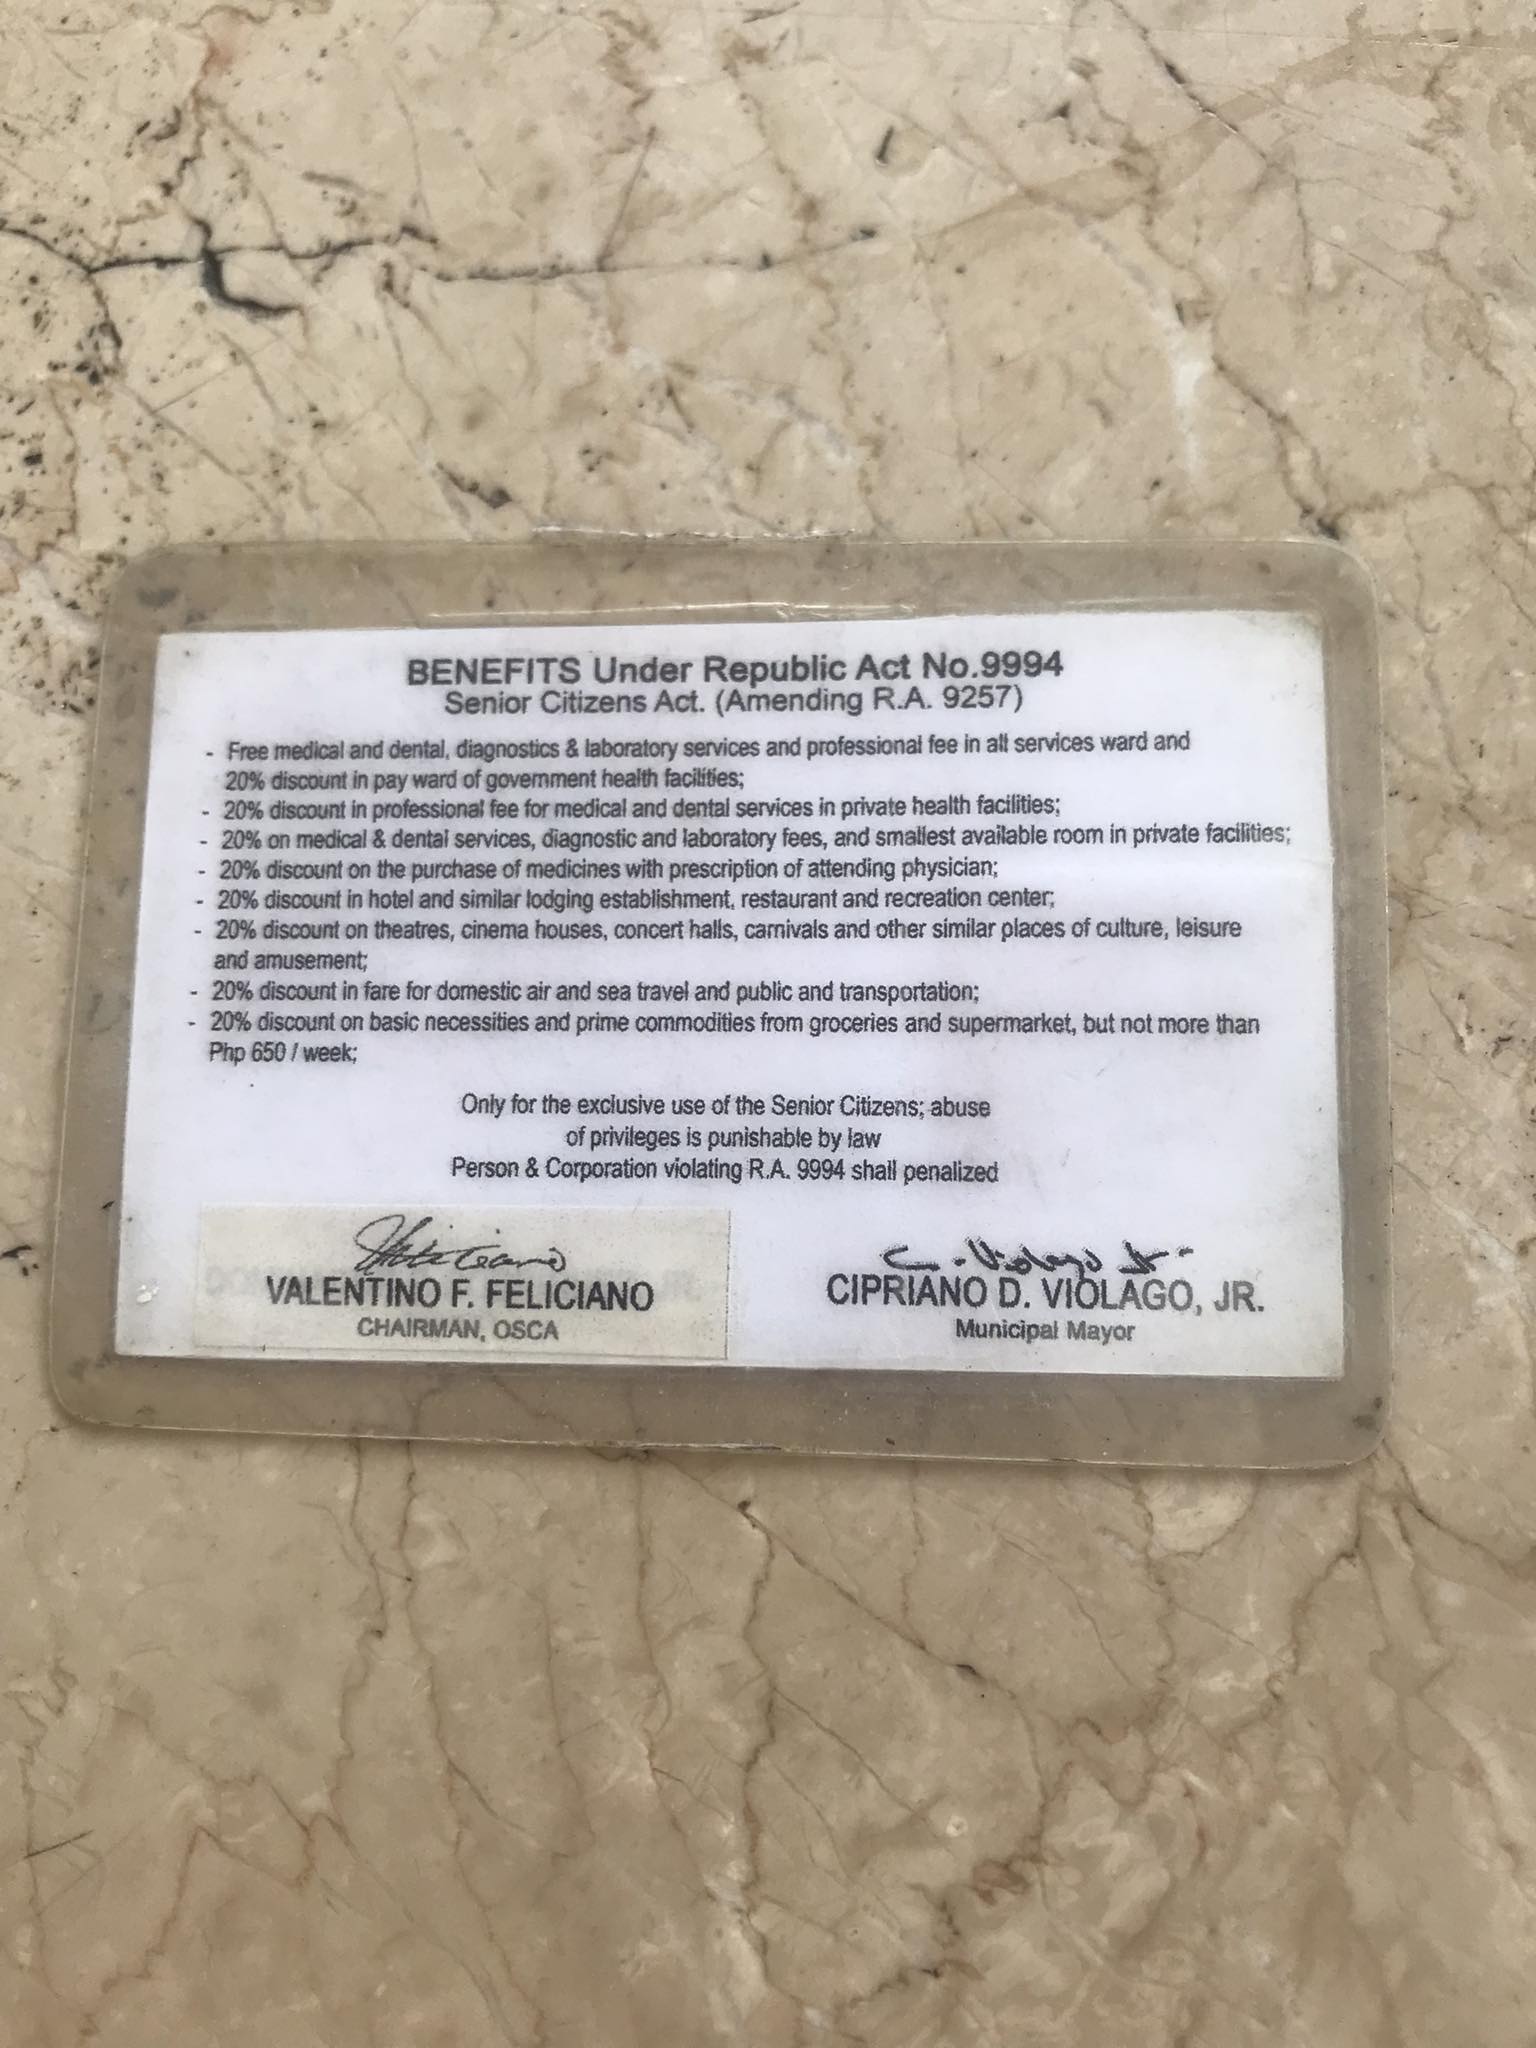 BENEFITS Under Republic Act No.9994
Senior Citizens Act. (Amending R.A. 9257)
- Free medical and dental, diagnostics & laboratory services and professional fee in all services ward and
20% discount in pay ward of government health facilities;
- 20% discount in professional fee for medical and dental services in private health facilities;
- 20% on medical & dental services, diagnostic and laboratory fees, and smallest available room in private facilities;
- 20% discount on the purchase of medicines with prescription of attending physician;
- 20% discount in hotel and similar lodging establishment, restaurant and recreation center;
- 20% discount on theatres, cinema houses, concert halls, carnivals and other similar places of culture, leisure
and amusement;
- 20% discount in fare for domestic air and sea travel and public and transportation;
- 20% discount on basic necessities and prime commodities from groceries and supermarket, but not more than
Php 650 / week;
Only for the exclusive use of the Senior Citizens; abuse
of privileges is punishable by law
Person & Corporation violating R.A. 9994 shall penalized
VALENTINO F. FELICIANO
CHAIRMAN, OSCA
C. Violago Jr.
CIPRIANO D. VIOLAGO, JR.
Municipal Mayor